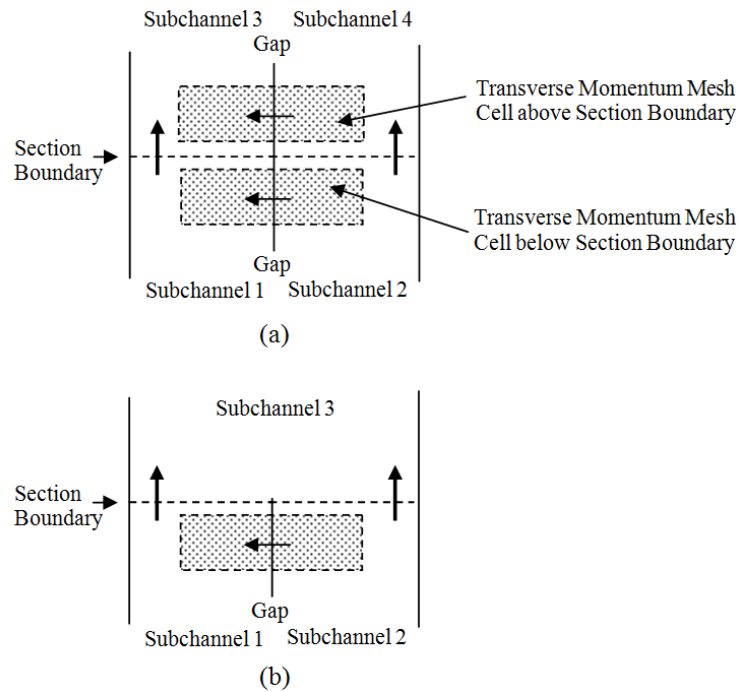 Subchannel 3
Subchannel 4
Gap
Transverse Momentum Mesh
Cell above Section Boundary
Section
Boundary
Transverse Momentum Mesh
Cell below Section Boundary
Gap
Subchannel 1
Subchannel 2
(a)
Subchannel 3
Section
Boundary
Gap
Subchannel 1
Subchannel 2
(b)